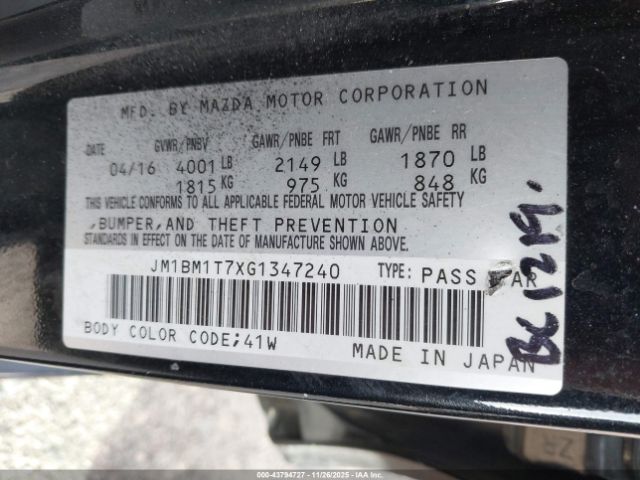 MFD. BY MAZDA MOTOR CORPORATION
DATE GVWR/PNBV GAWR/PNBE FRT GAWR/PNBE RR
04/16 4001 LB 2149 LB 1870 LB
1815 KG 975 KG 848 KG
THIS VEHICLE CONFORMS TO ALL APPLICABLE FEDERAL MOTOR VEHICLE SAFETY
,BUMPER,AND THEFT PREVENTION
STANDARDS IN EFFECT ON THE DATE OF MANUFACTURE SHOWN ABOVE.
JM1BM1T7XG1347240 TYPE: PASS CAR
BODY COLOR CODE;41W
MADE IN JAPAN
000-43794727 - 11/26/2025 - IAAI.COM